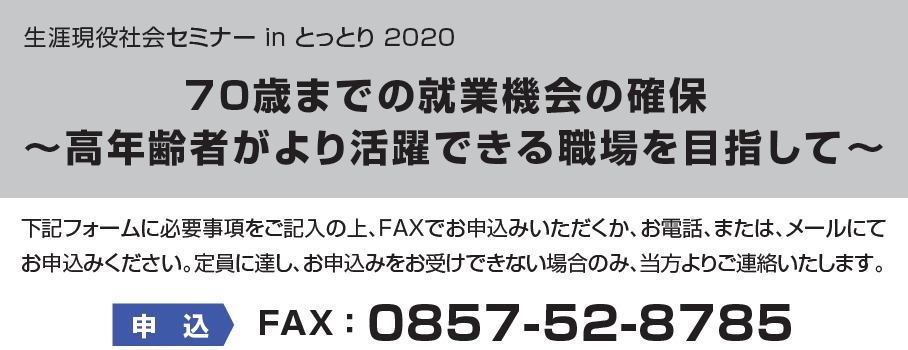 生涯現役社会セミナー in とっとり 2020
70歳までの就業機会の確保
～高年齢者がより活躍できる職場を目指して～
下記フォームに必要事項をご記入の上、FAXでお申込みいただくか、お電話、または、メールにて
お申込みください。定員に達し、お申込みをお受けできない場合のみ、当方よりご連絡いたします。
申 込 FAX：0857-52-8785